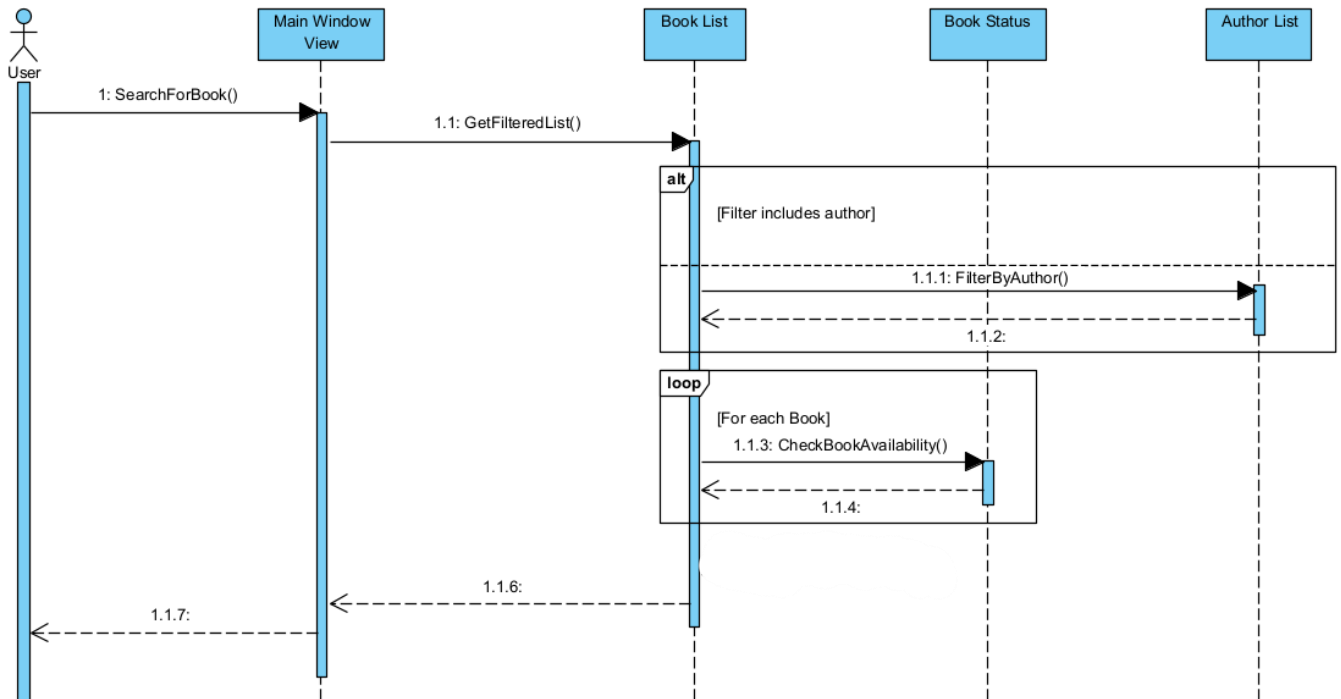 User
Main Window
View
Book List
Book Status
Author List
1: SearchForBook()
1.1: GetFilteredList()
alt
[Filter includes author]
1.1.1: FilterByAuthor()
1.1.2:
loop
[For each Book]
1.1.3: CheckBookAvailability()
1.1.4:
1.1.6:
1.1.7: